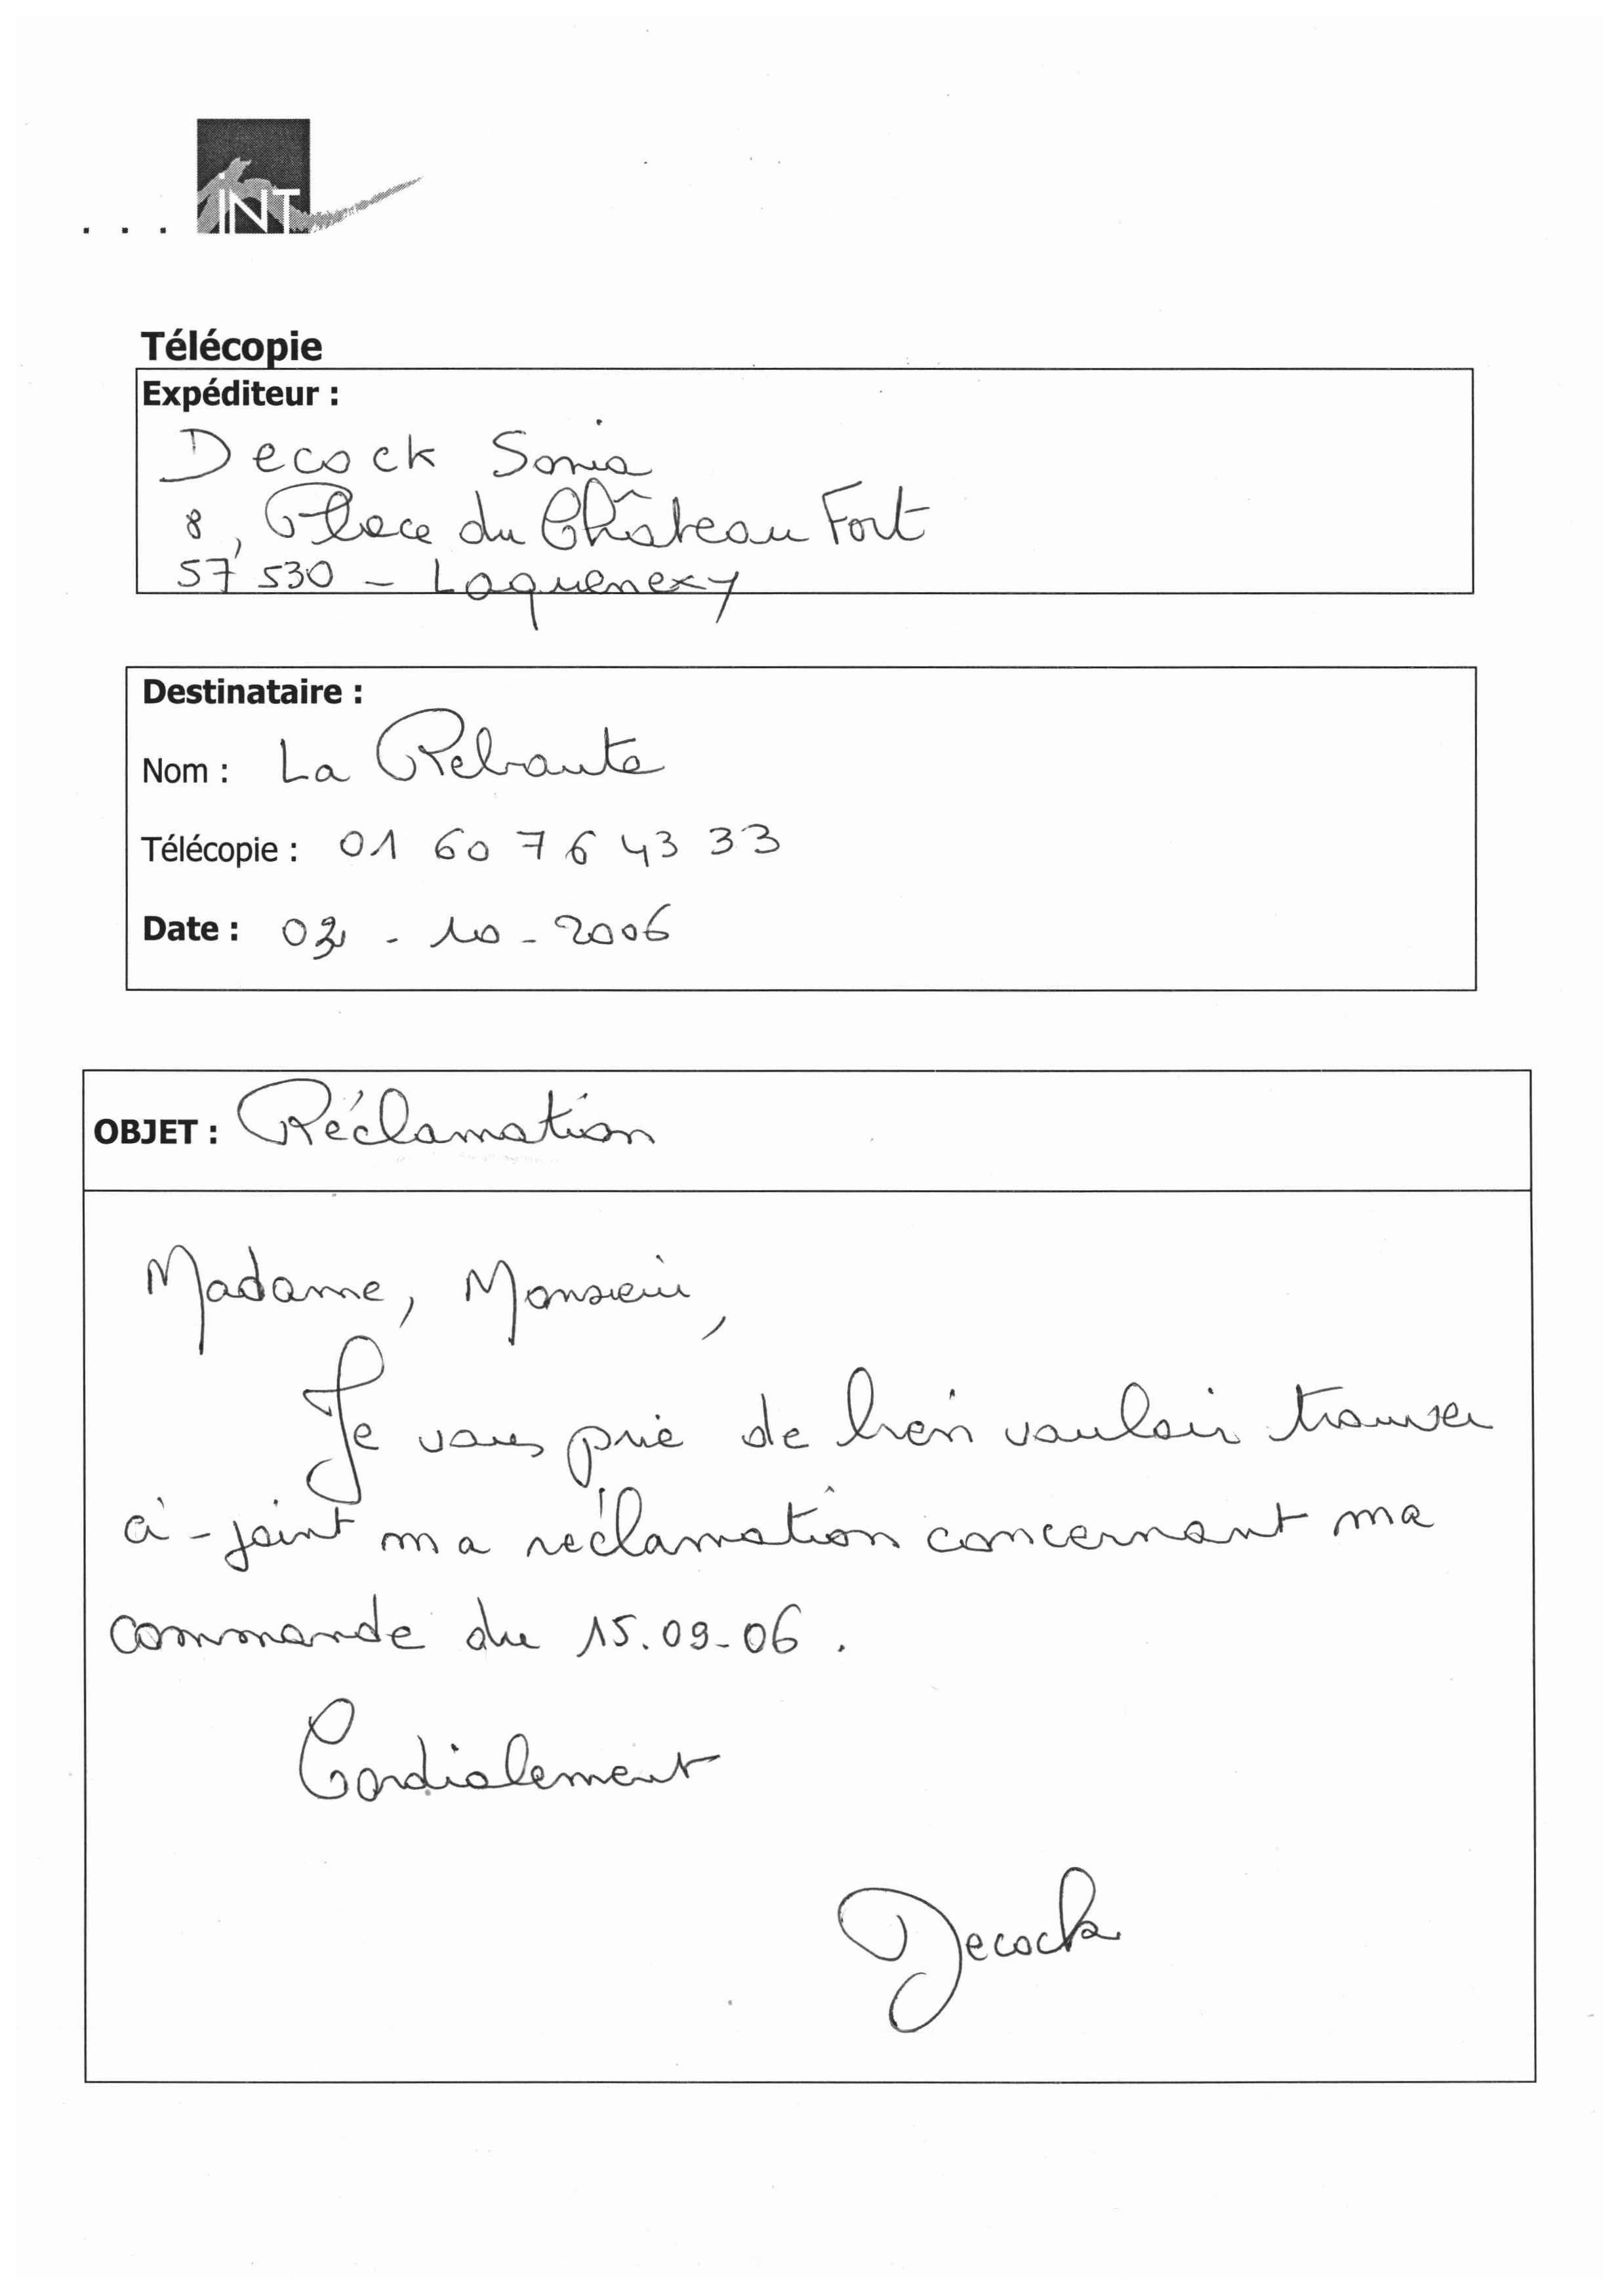 ... INT
Télécopie
Expéditeur :
Decock Sonia
8, Place du Château Fort
57 530 - Laquenexy
Destinataire :
Nom : La Rebraute
Télécopie : 01 60 76 43 33
Date : - 10 - 2006
OBJET : Réclamation
Madame, Monsieur,
Je vous prie de bien vouloir trouver
ci-joint ma réclamation concernant ma
commande du 15.09-06.
Cordialement
Decock